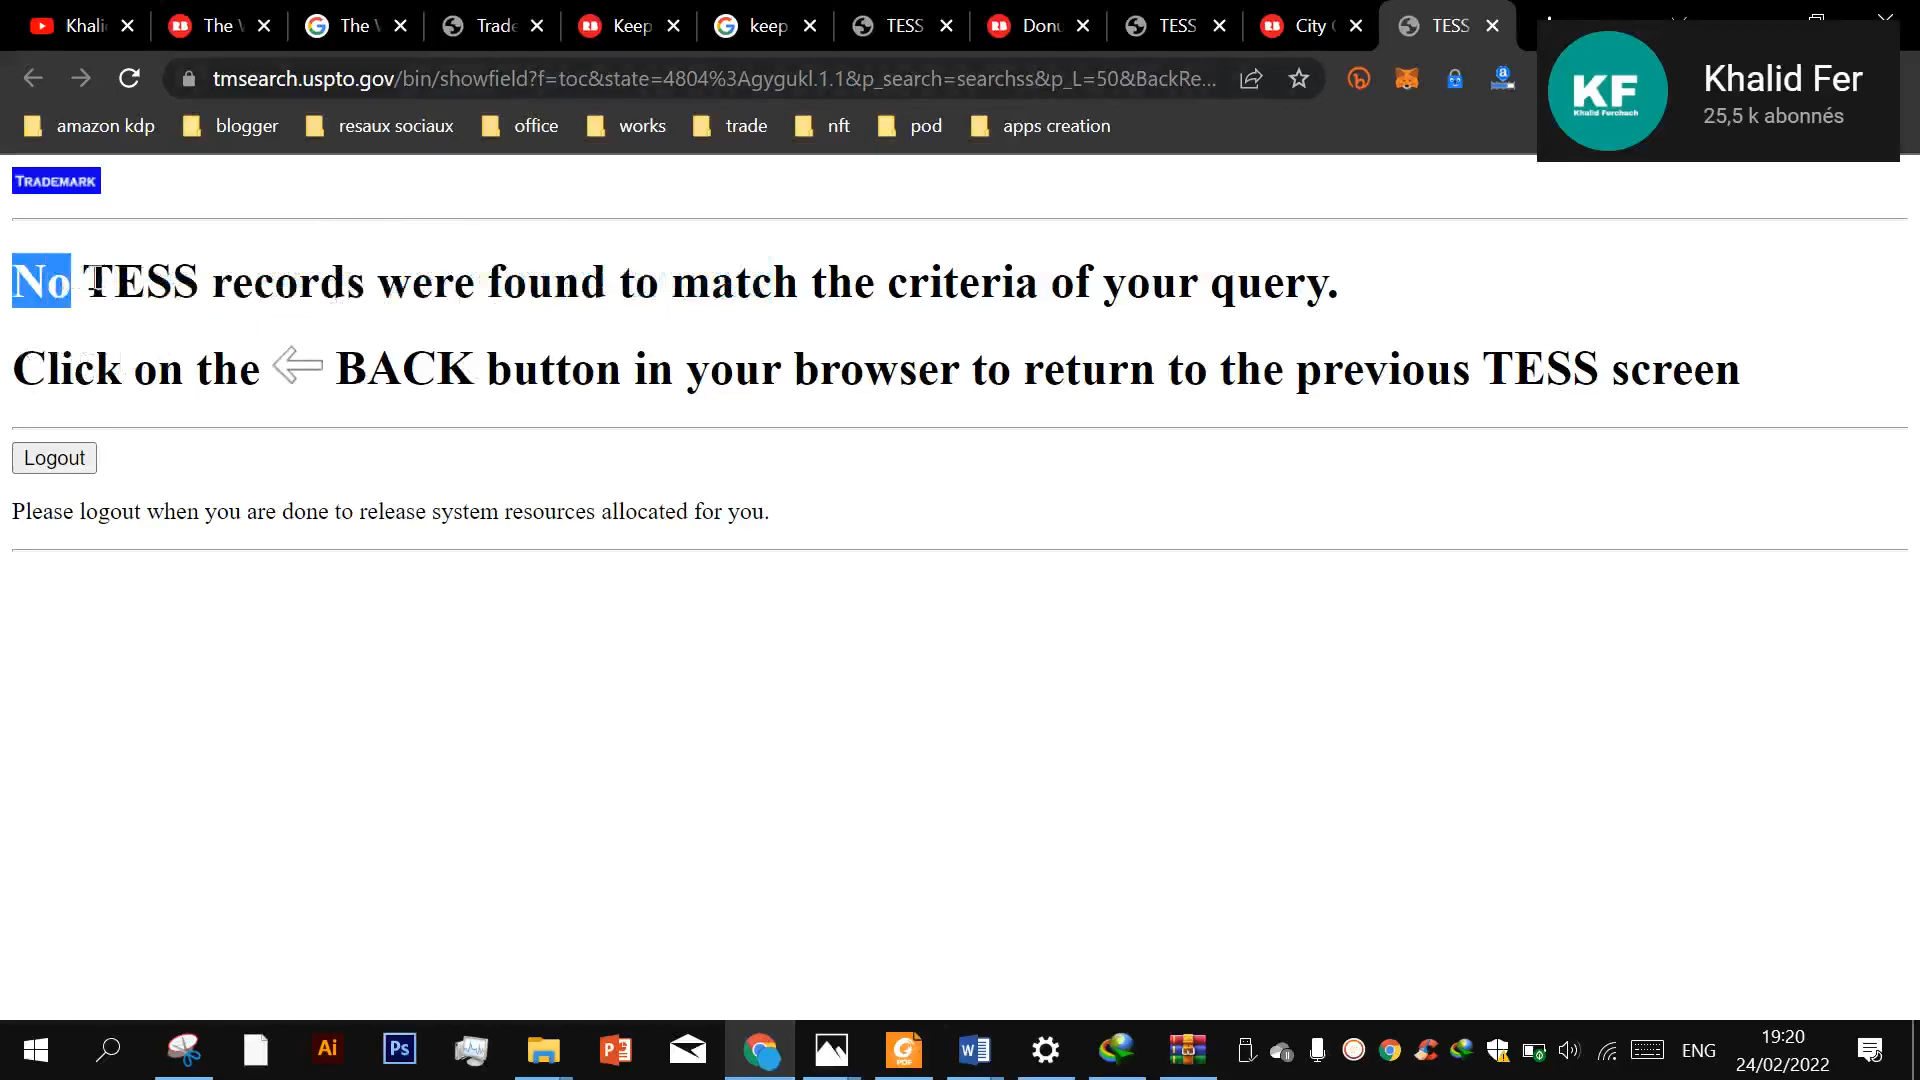 Khali
The
The
Trade
Keep
keep
TESS
Donu
TESS
City
TESS
tmsearch.uspto.gov/bin/showfield?f=toc&state=4804%3Agygukl.1.1&p_search=searchss&p_L=50&BackRe...
KF
Khalid Ferchach
Khalid Fer
25,5 k abonnés
amazon kdp
blogger
resaux sociaux
office
works
trade
nft
pod
apps creation
TRADEMARK
No TESS records were found to match the criteria of your query.
Click on the BACK button in your browser to return to the previous TESS screen
Logout
Please logout when you are done to release system resources allocated for you.
Ai
Ps
ENG
19:20
24/02/2022